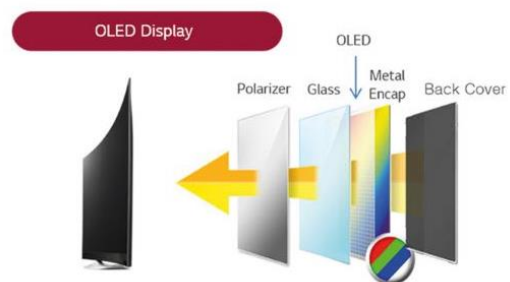 OLED Display
OLED
Polarizer
Glass
Metal
Encap
Back Cover